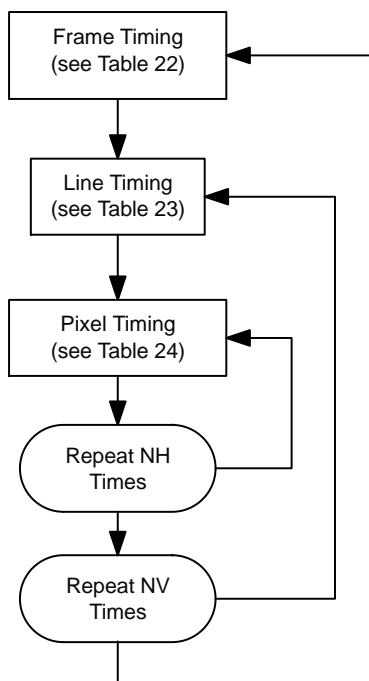 Frame Timing
(see Table 22)
Line Timing
(see Table 23)
Pixel Timing
(see Table 24)
Repeat NH
Times
Repeat NV
Times